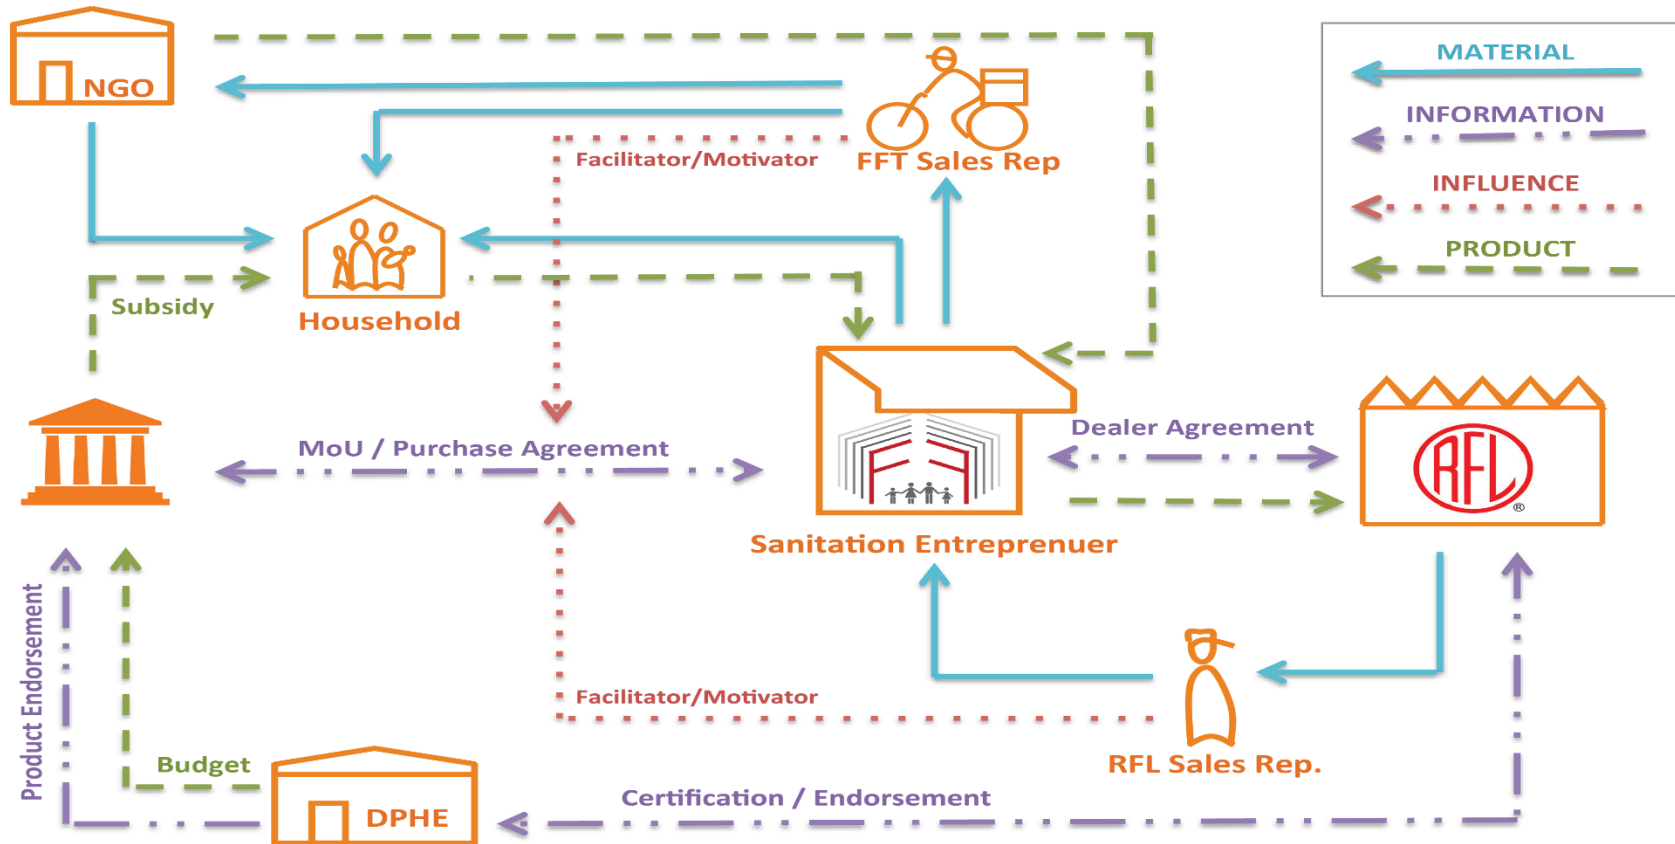 NGO
FFT Sales Rep
Facilitator/Motivator
MATERIAL
INFORMATION
INFLUENCE
PRODUCT
Subsidy
Household
MoU / Purchase Agreement
Dealer Agreement
RFL
®
Sanitation Entreprenuer
Product Endorsement
Facilitator/Motivator
RFL Sales Rep.
Budget
DPHE
Certification / Endorsement